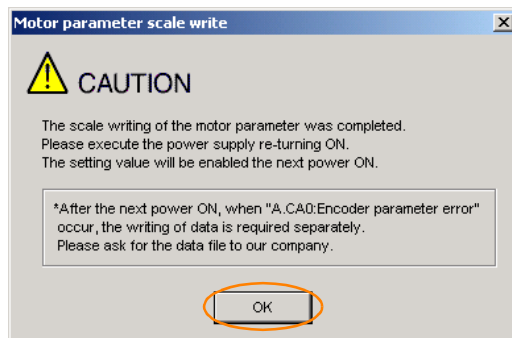 Motor parameter scale write
CAUTION
The scale writing of the motor parameter was completed.
Please execute the power supply re-turning ON.
The setting value will be enabled the next power ON.
*After the next power ON, when "A.CA0:Encoder parameter error"
occur, the writing of data is required separately.
Please ask for the data file to our company.
OK